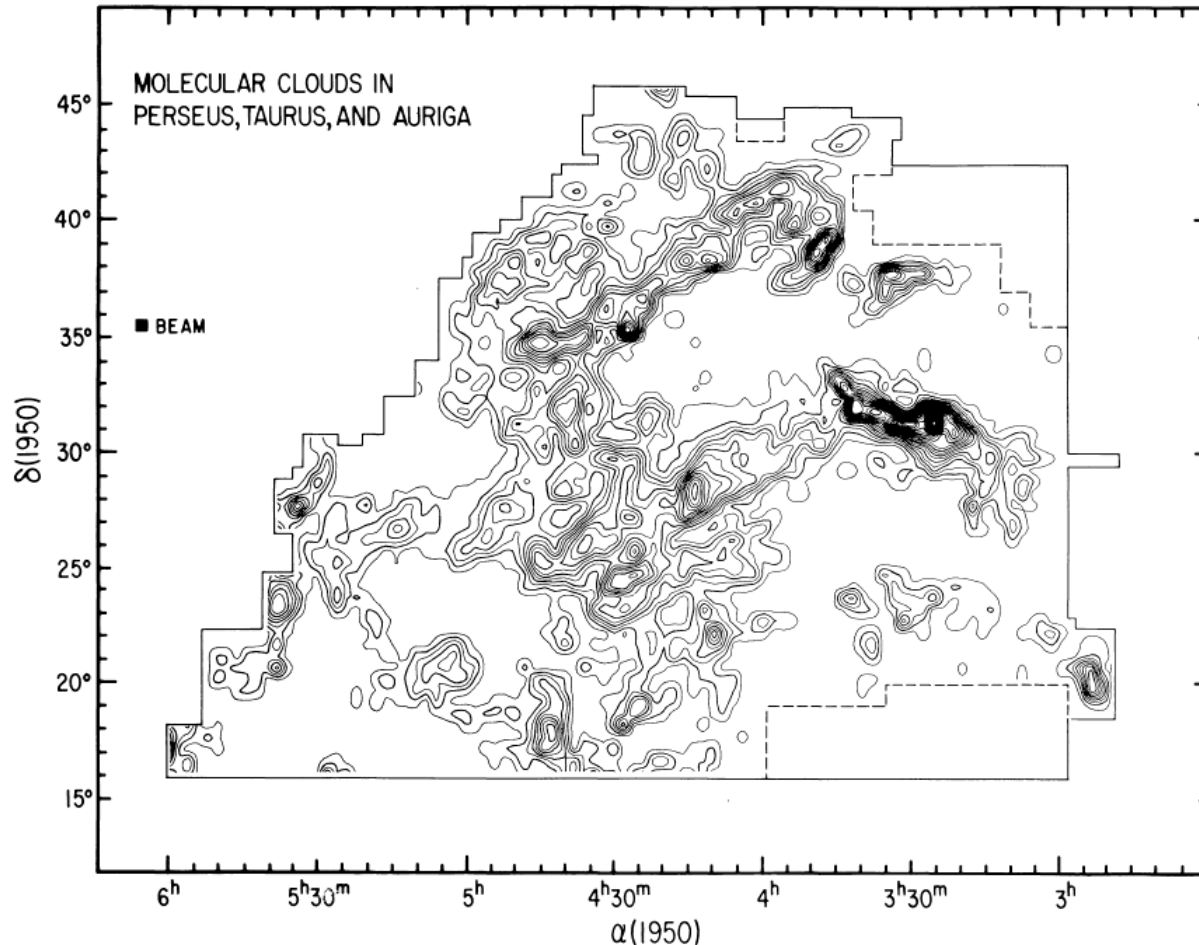 MOLECULAR CLOUDS IN
PERSEUS, TAURUS, AND AURIGA
45°
40°
35°
30°
25°
20°
15°
BEAM
δ(1950)
6ʰ
5ʰ30ᵐ
5ʰ
4ʰ30ᵐ
4ʰ
3ʰ30ᵐ
3ʰ
α(1950)